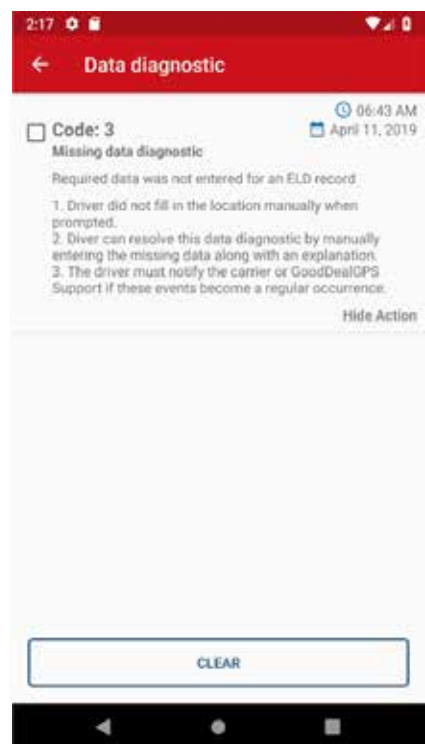 2:17
Data diagnostic
06:43 AM
Code: 3
April 11, 2019
Missing data diagnostic
Required data was not entered for an ELD record
1. Driver did not fill in the location manually when
prompted.
2. Diver can resolve this data diagnostic by manually
entering the missing data along with an explanation.
3. The driver must notify the carrier or GoodDealGPS
Support if these events become a regular occurrence.
Hide Action
CLEAR